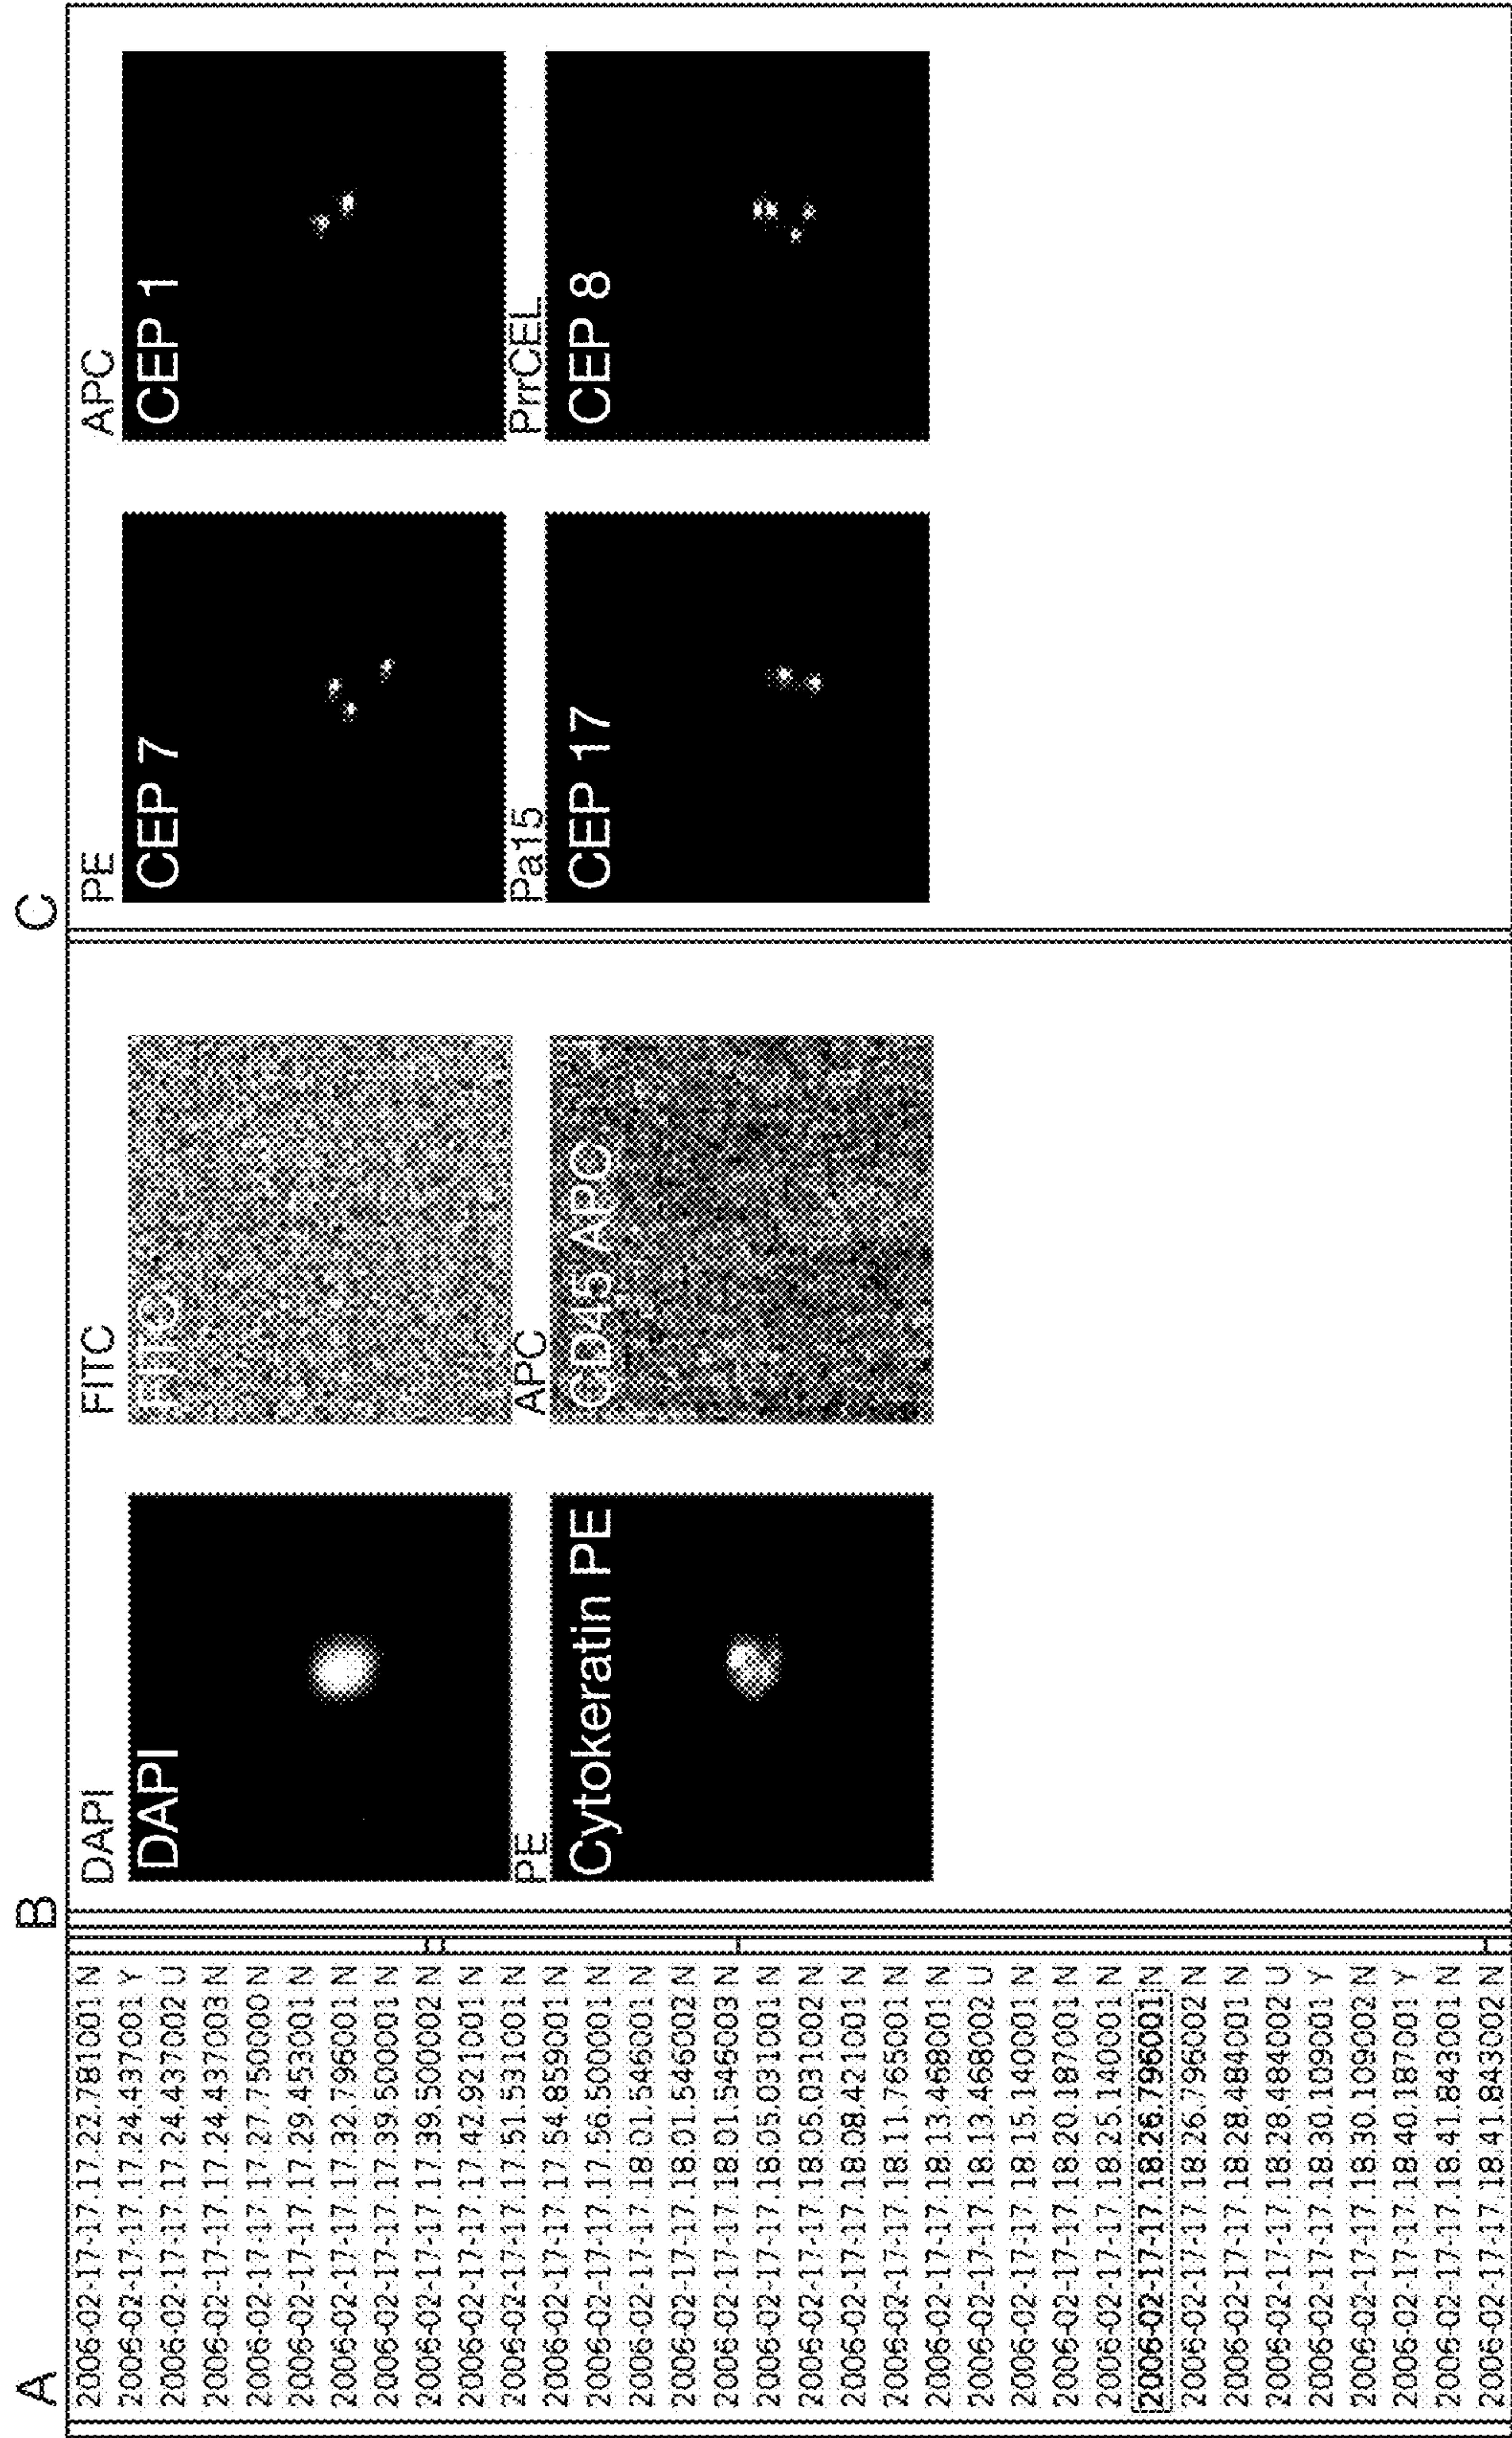 A
2006-02-17-17.17.22.781001 N
2006-02-17-17.17.24.437001 Y
2006-02-17-17.17.24.437002 U
2006-02-17-17.17.24.437003 N
2006-02-17-17.17.27.750000 N
2006-02-17-17.17.29.453001 N
2006-02-17-17.17.32.796001 N
2006-02-17-17.17.39.500001 N
2006-02-17-17.17.39.500002 N
2006-02-17-17.17.42.921001 N
2006-02-17-17.17.51.531001 N
2006-02-17-17.17.54.859001 N
2006-02-17-17.17.56.500001 N
2006-02-17-17.18.01.546001 N
2006-02-17-17.18.01.546002 N
2006-02-17-17.18.01.546003 N
2006-02-17-17.18.05.031001 N
2006-02-17-17.18.05.031002 N
2006-02-17-17.18.08.421001 N
2006-02-17-17.18.11.765001 N
2006-02-17-17.18.13.468001 N
2006-02-17-17.18.13.468002 U
2006-02-17-17.18.15.140001 N
2006-02-17-17.18.20.187001 N
2006-02-17-17.18.25.140001 N
2006-02-17-17.18.26.796001 N
2006-02-17-17.18.26.796002 N
2006-02-17-17.18.28.484001 N
2006-02-17-17.18.28.484002 U
2006-02-17-17.18.30.109001 Y
2006-02-17-17.18.30.109002 N
2006-02-17-17.18.40.187001 Y
2006-02-17-17.18.41.843001 N
2006-02-17-17.18.41.843002 N
B
DAPI
DAPI
FITC
FITC
PE
Cytokeratin PE
APC
CD45 APC
C
PE
CEP 7
APC
CEP 1
Pa15
CEP 17
PrrCEL
CEP 8